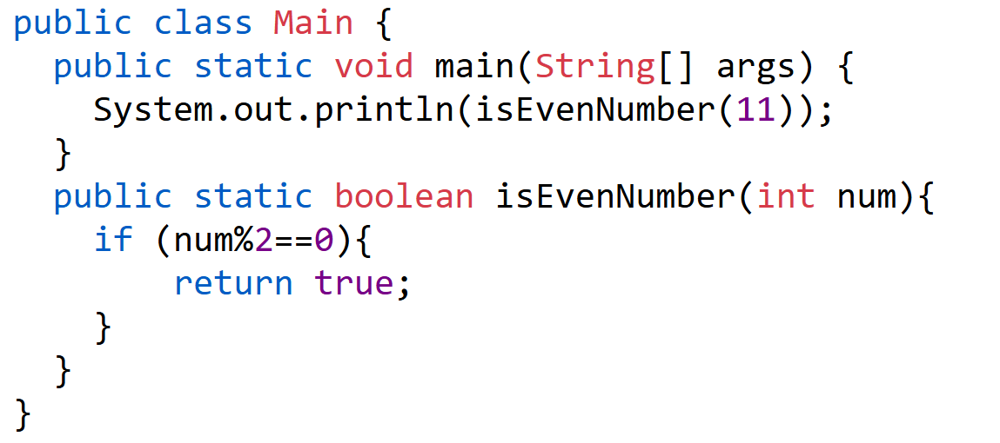 public class Main {
  public static void main(String[] args) {
    System.out.println(isEvenNumber(11));
  }
  public static boolean isEvenNumber(int num){
    if (num%2==0){
        return true;
    }
  }
}